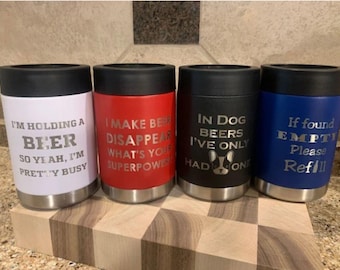 I'M HOLDING A
BEER
SO YEAH, I'M
PRETTY BUSY
I MAKE BEER
DISAPPEAR
WHAT'S YOUR
SUPERPOWER?
IN DOG
BEERS
I'VE ONLY
HAD ONE
If found
EMPTY
Please
Refill